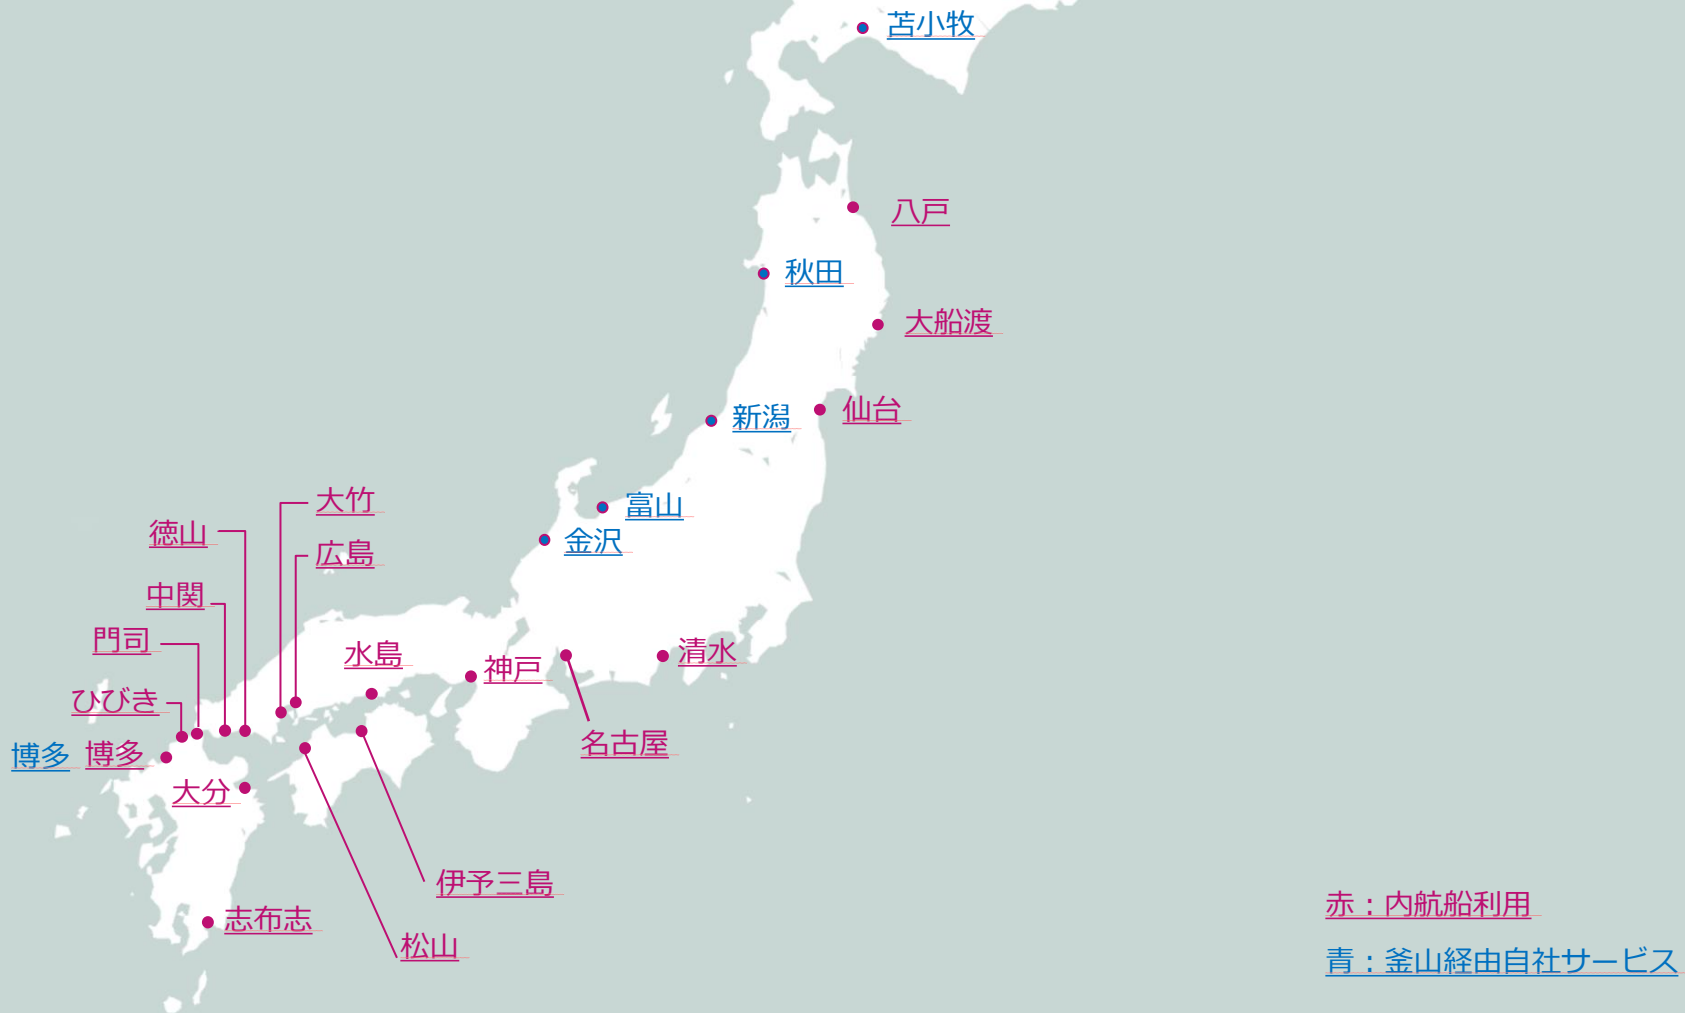 苫小牧
八戸
秋田
大船渡
新潟
仙台
富山
金沢
大竹
徳山
広島
中関
門司
水島
神戸
清水
ひびき
名古屋
博多 博多
大分
伊予三島
志布志
松山
赤：内航船利用
青：釜山経由自社サービス